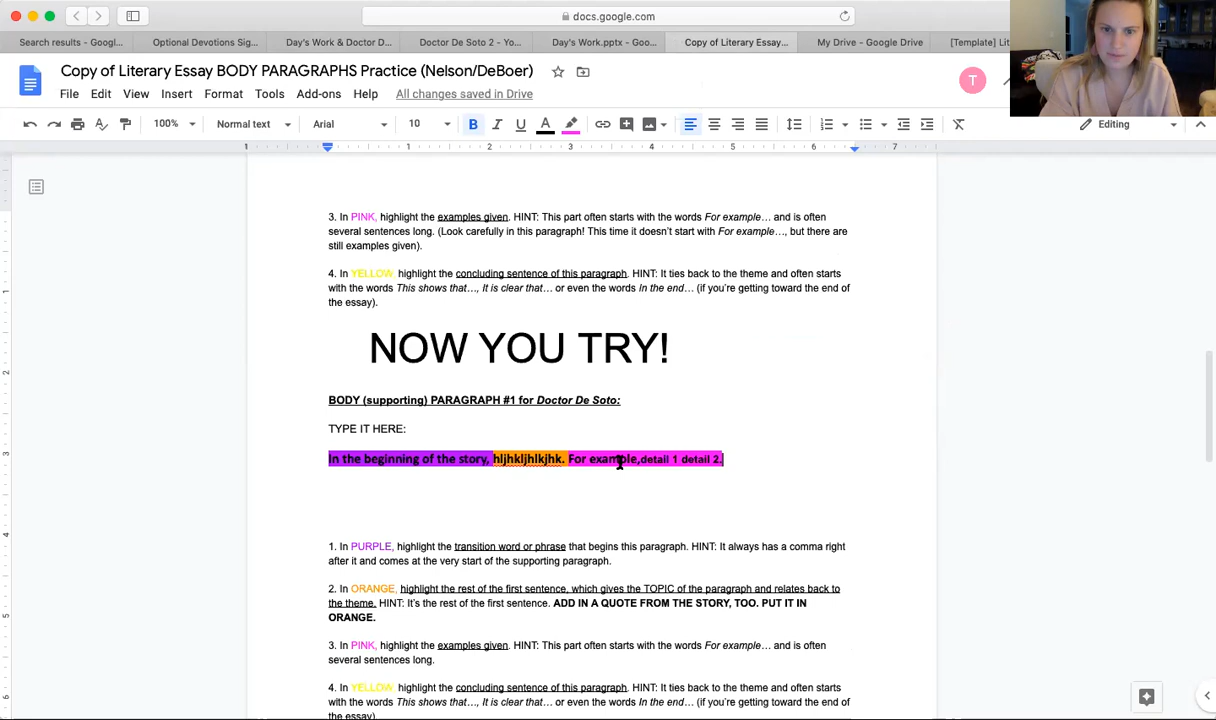 docs.google.com
Search results - Googl...
Optional Devotions Sig...
Day's Work & Doctor D...
Doctor De Soto 2 - Yo...
Day's Work.pptx - Goo...
Copy of Literary Essay...
My Drive - Google Drive
[Template] Lit
Copy of Literary Essay BODY PARAGRAPHS Practice (Nelson/DeBoer)
T
File Edit View Insert Format Tools Add-ons Help All changes saved in Drive
100% Normal text Arial 10 B I U A Editing
1 1 2 3 4 5 6 7
3. In PINK, highlight the examples given. HINT: This part often starts with the words For example… and is often
several sentences long. (Look carefully in this paragraph! This time it doesn't start with For example…, but there are
still examples given).
4. In YELLOW, highlight the concluding sentence of this paragraph. HINT: It ties back to the theme and often starts
with the words This shows that…, It is clear that… or even the words In the end… (if you're getting toward the end of
the essay).
NOW YOU TRY!
BODY (supporting) PARAGRAPH #1 for Doctor De Soto:
TYPE IT HERE:
In the beginning of the story, hljhkljhlkjhk. For example,detail 1 detail 2.
1. In PURPLE, highlight the transition word or phrase that begins this paragraph. HINT: It always has a comma right
after it and comes at the very start of the supporting paragraph.
2. In ORANGE, highlight the rest of the first sentence, which gives the TOPIC of the paragraph and relates back to
the theme. HINT: It's the rest of the first sentence. ADD IN A QUOTE FROM THE STORY, TOO. PUT IT IN
ORANGE.
3. In PINK, highlight the examples given. HINT: This part often starts with the words For example… and is often
several sentences long.
4. In YELLOW, highlight the concluding sentence of this paragraph. HINT: It ties back to the theme and often starts
with the words This shows that…, It is clear that… or even the words In the end… (if you're getting toward the end of
the essay)
1
2
3
4
5
6